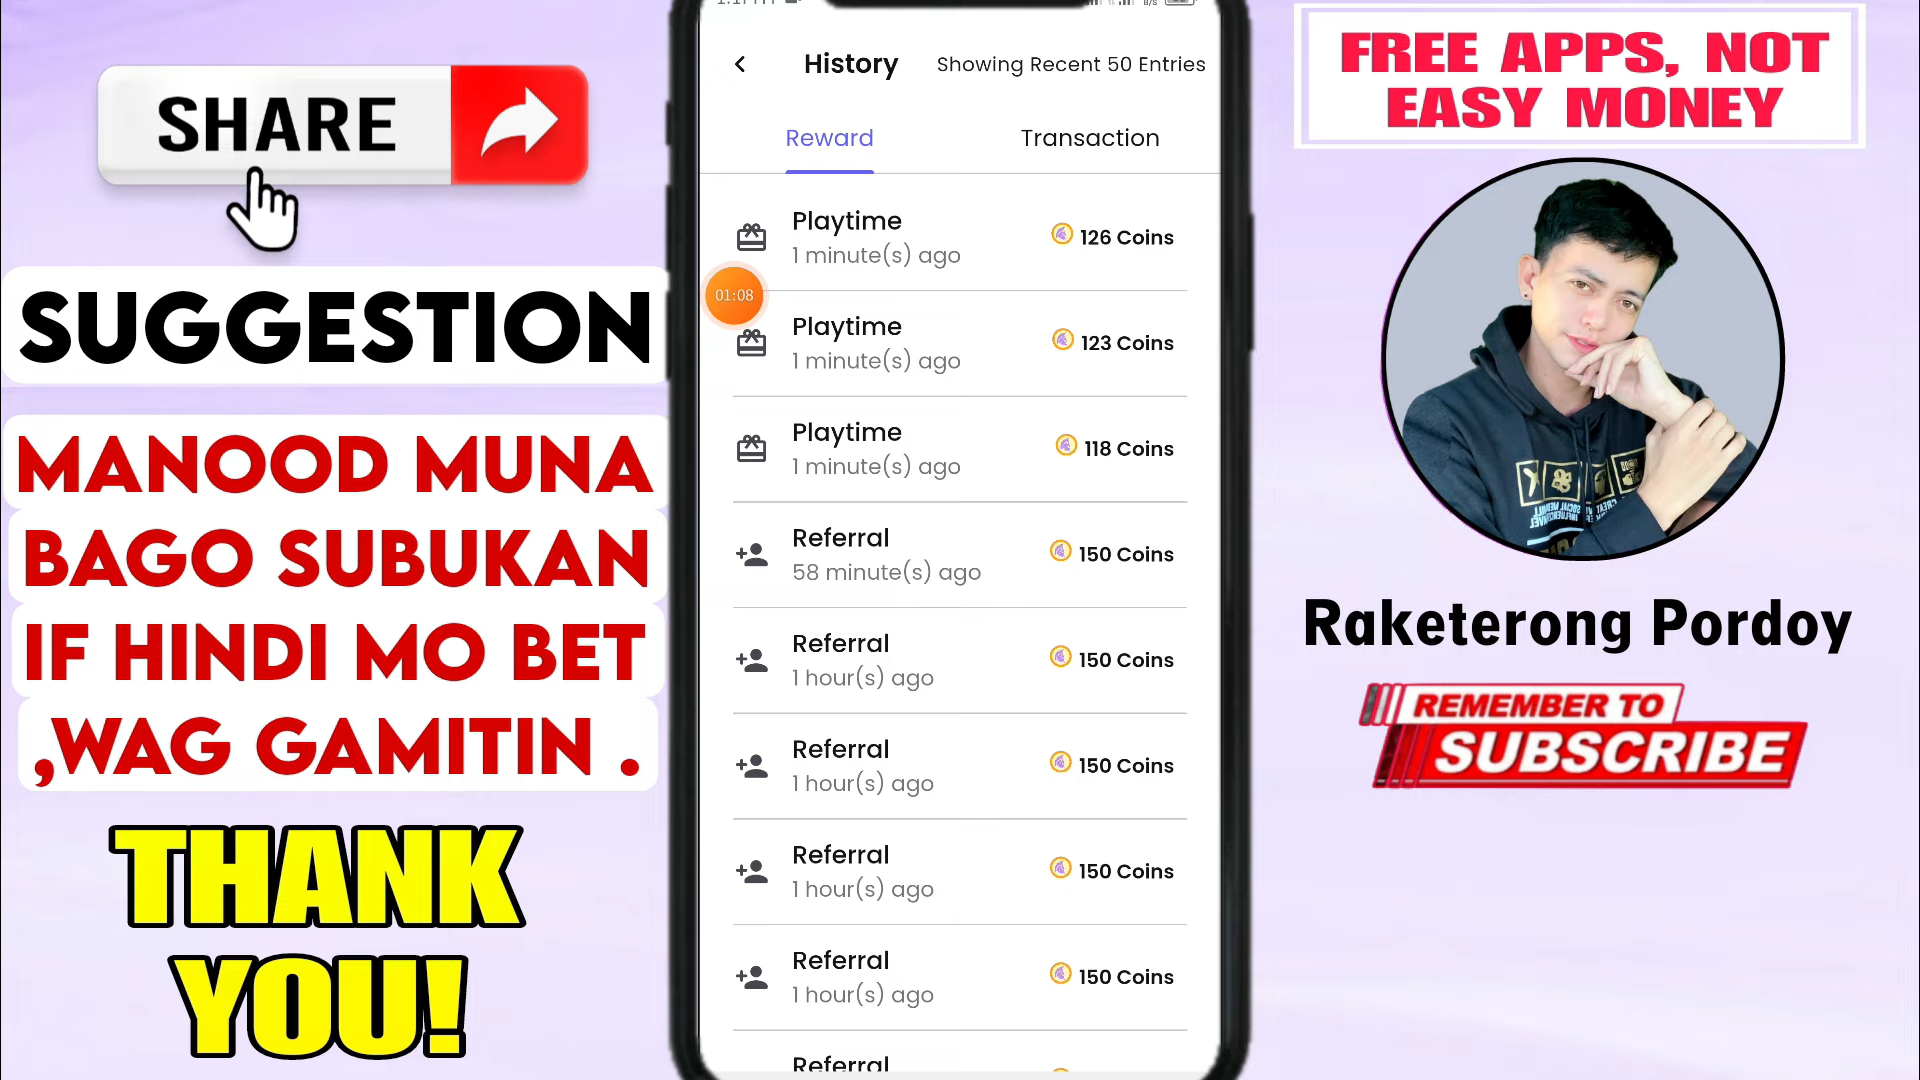 SHARE
SUGGESTION
MANOOD MUNA
BAGO SUBUKAN
IF HINDI MO BET
,WAG GAMITIN .
THANK
YOU!
History
Showing Recent 50 Entries
Reward
Transaction
Playtime
126 Coins
1 minute(s) ago
01:08
Playtime
123 Coins
1 minute(s) ago
Playtime
118 Coins
1 minute(s) ago
Referral
150 Coins
58 minute(s) ago
Referral
150 Coins
1 hour(s) ago
Referral
150 Coins
1 hour(s) ago
Referral
150 Coins
1 hour(s) ago
Referral
150 Coins
1 hour(s) ago
Referral
FREE APPS, NOT
EASY MONEY
Raketerong Pordoy
REMEMBER TO
SUBSCRIBE